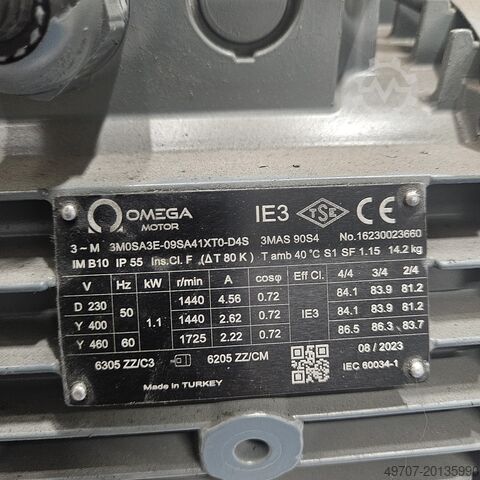 OMEGA MOTOR IE3 TSE CE
3~M 3M0SA3E-09SA41XT0-D4S 3MAS 90S4 No.16230023660
IM B10 IP 55 Ins.Cl. F (ΔT 80 K) T amb 40 °C S1 SF 1.15 14.2 kg
V Hz kW r/min A cosφ Eff Cl. 4/4 3/4 2/4
D 230 50 1.1 1440 4.56 0.72 IE3 84.1 83.9 81.2
Y 400 1440 2.62 0.72 84.1 83.9 81.2
Y 460 60 1725 2.22 0.72 86.5 86.3 83.7
6305 ZZ/C3 6205 ZZ/CM 08 / 2023
Made in TURKEY IEC 60034-1
49707-20135990